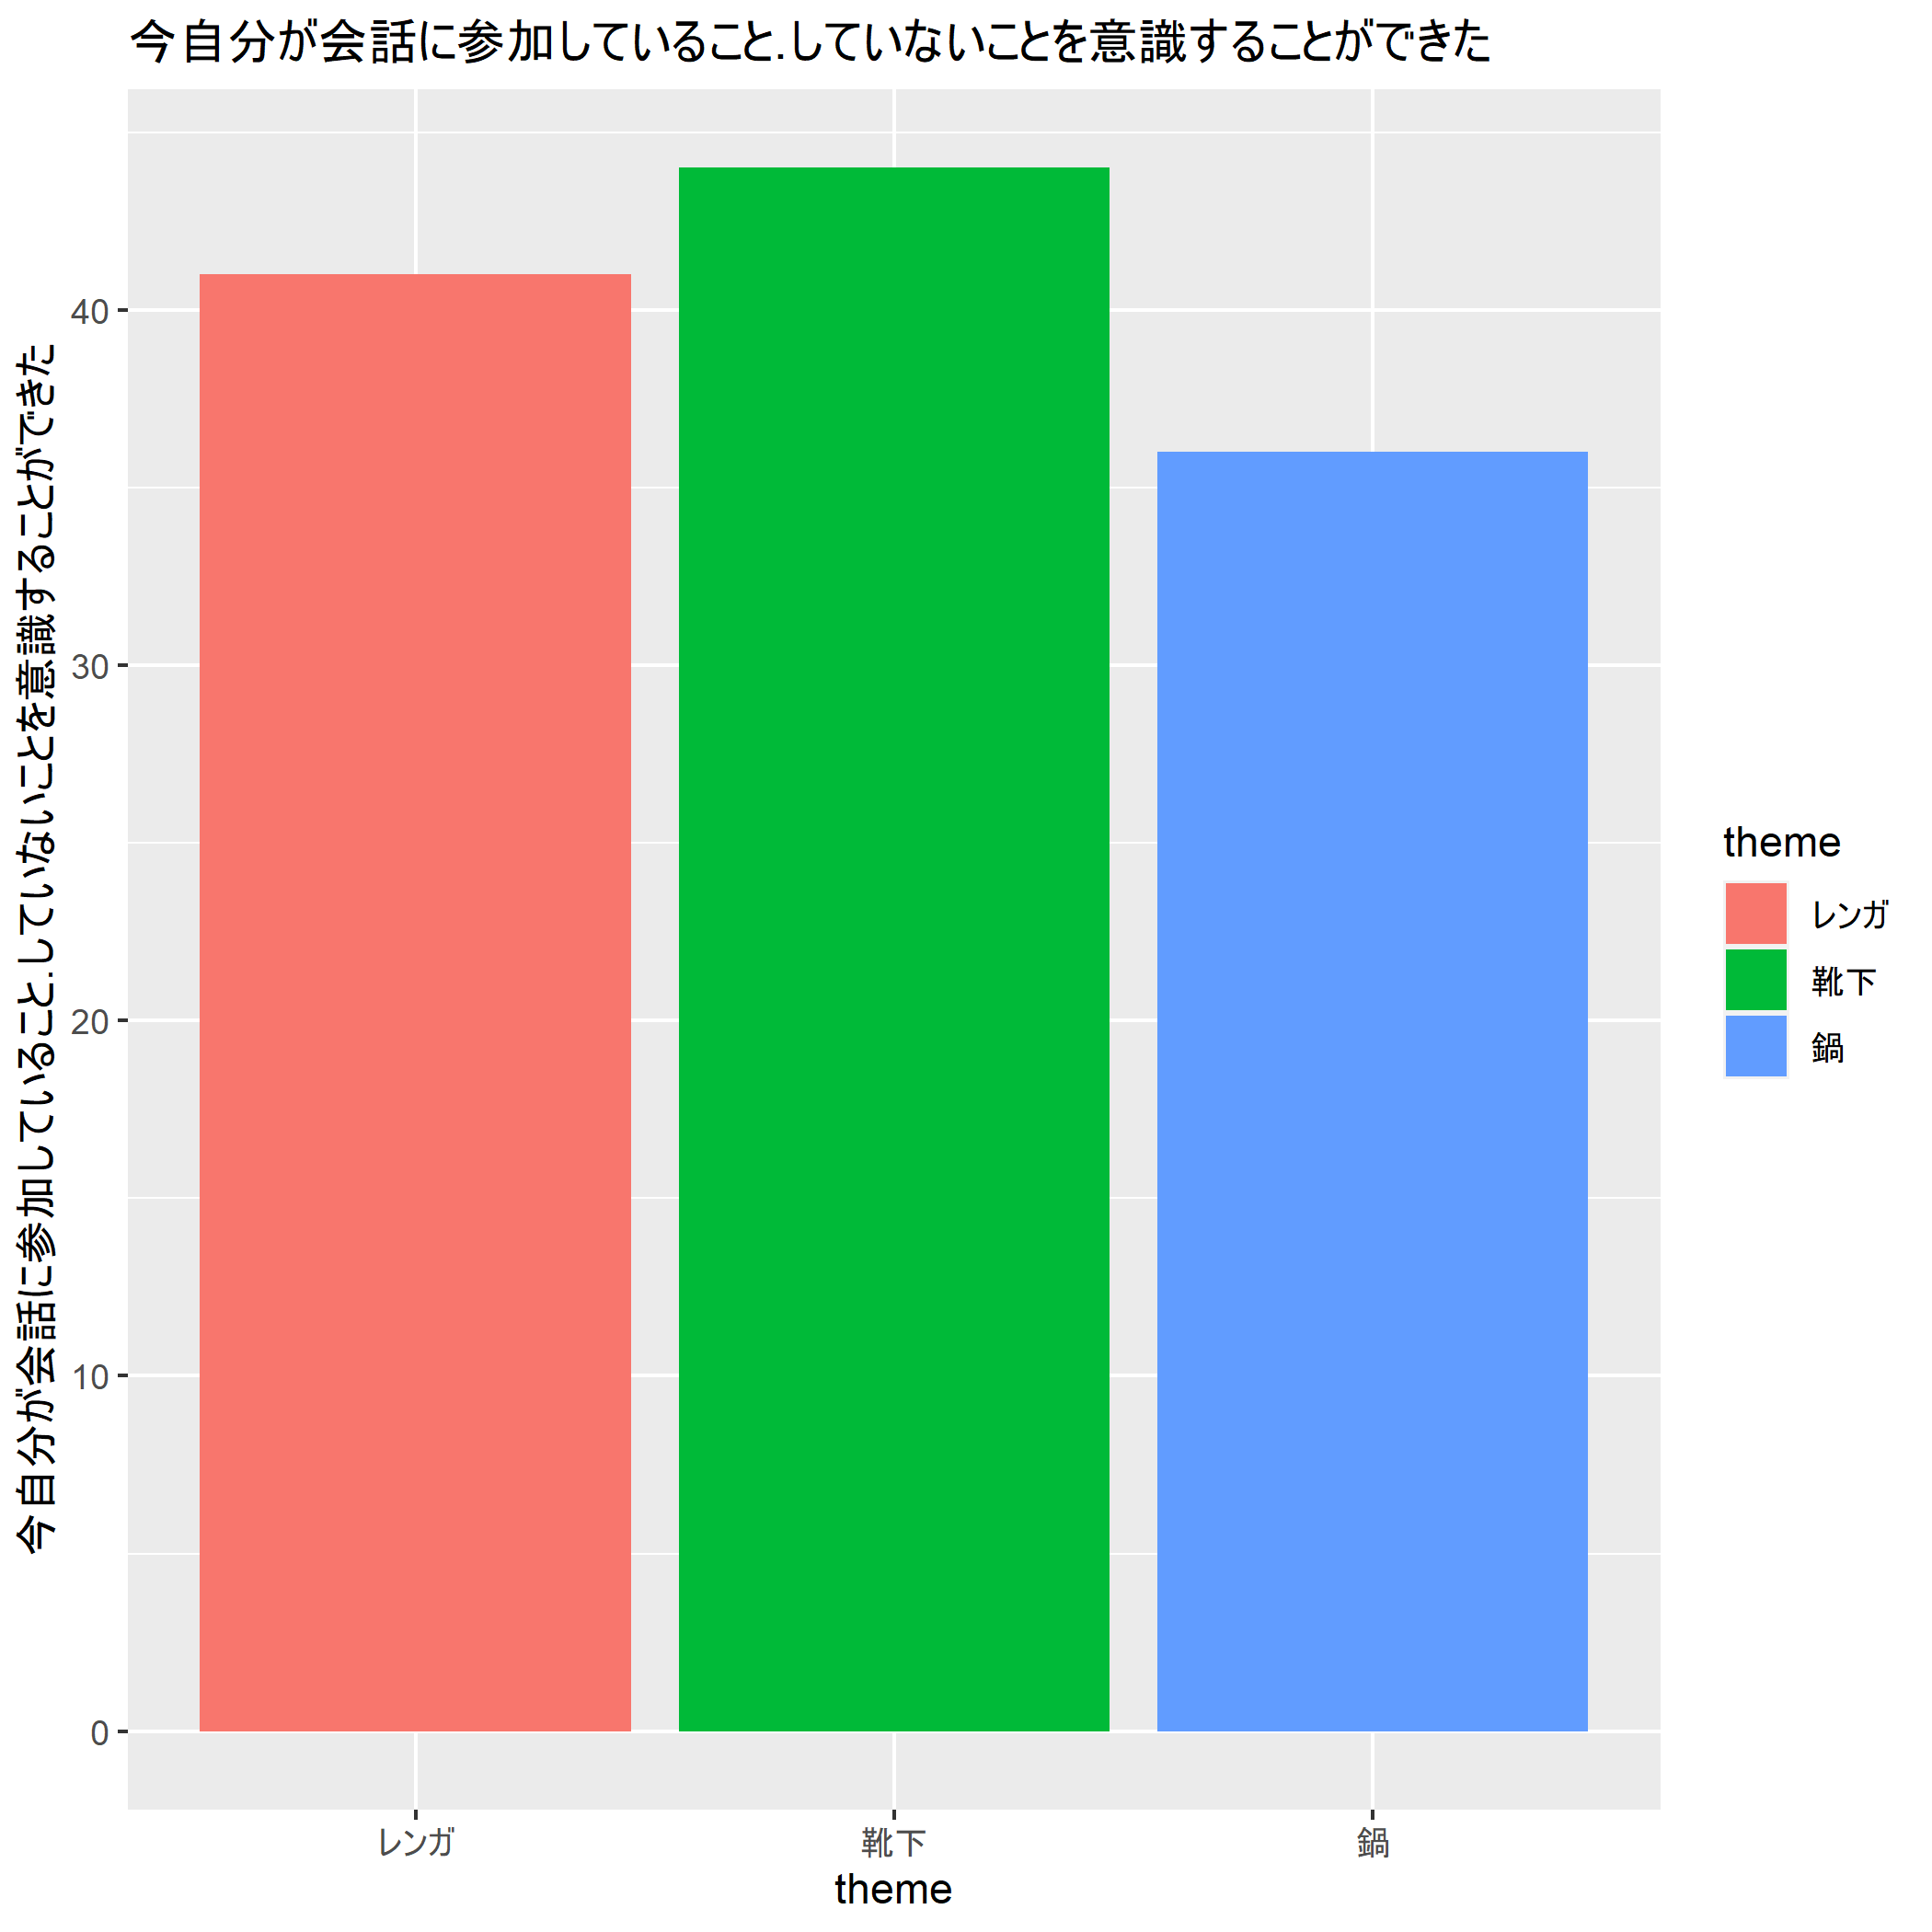 今自分が会話に参加していること.していないことを意識することができた
今自分が会話に参加していること.していないことを意識することができた
40
30
20
10
0
レンガ
靴下
鍋
theme
theme
レンガ
靴下
鍋